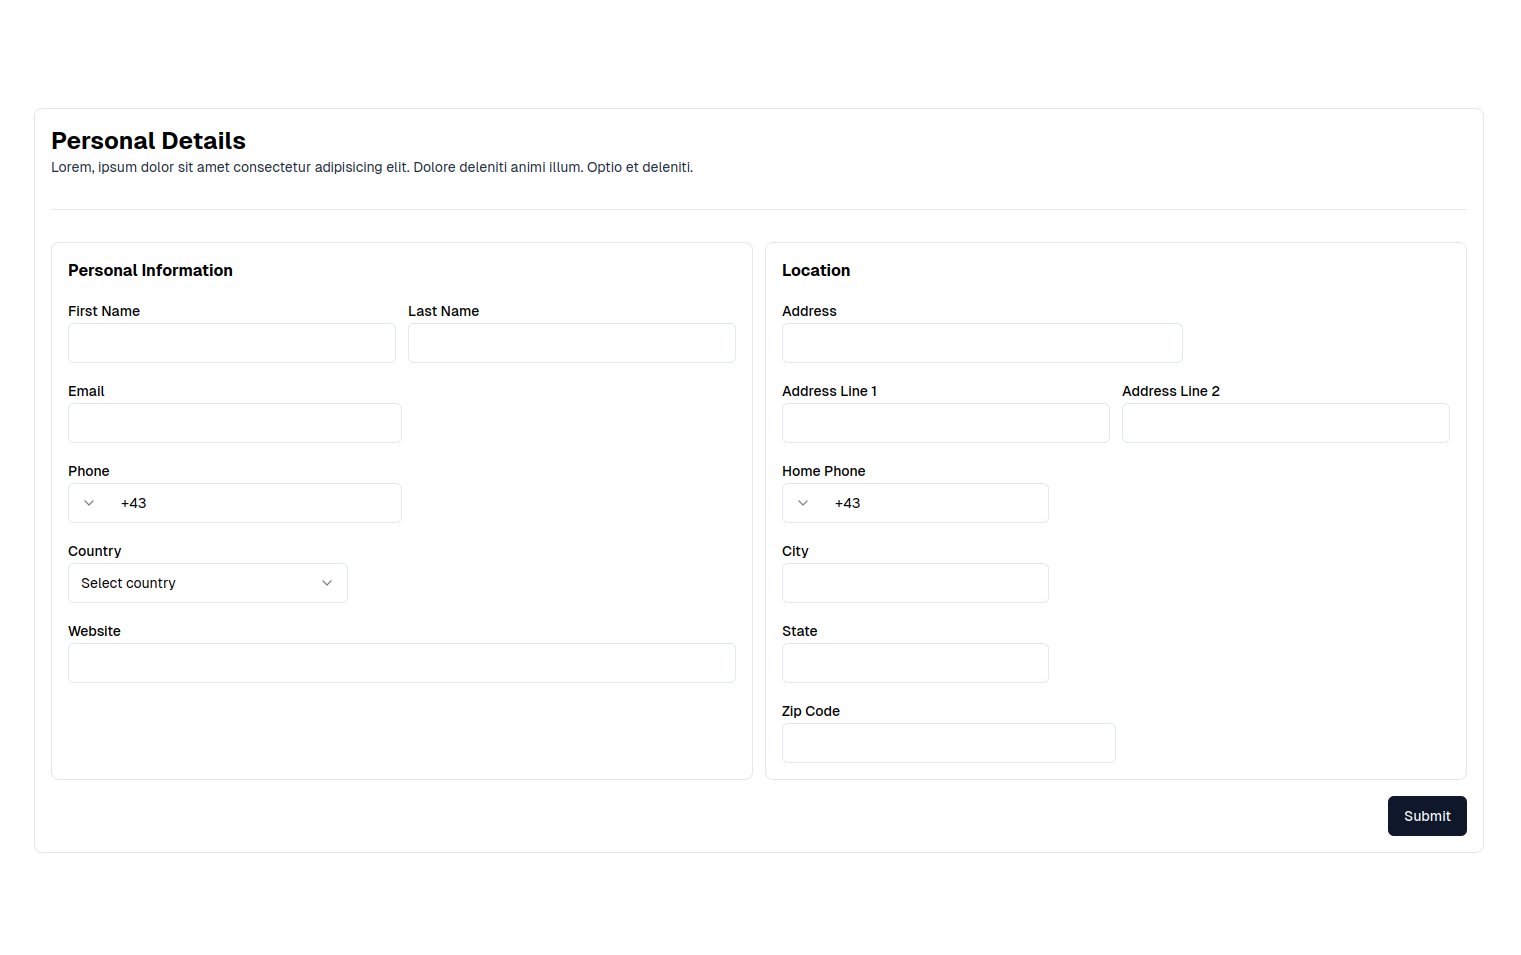 Personal Details
Lorem, ipsum dolor sit amet consectetur adipisicing elit. Dolore deleniti animi illum. Optio et deleniti.
Personal Information
First Name
Last Name
Email
Phone
+43
Country
Select country
Website
Location
Address
Address Line 1
Address Line 2
Home Phone
+43
City
State
Zip Code
Submit